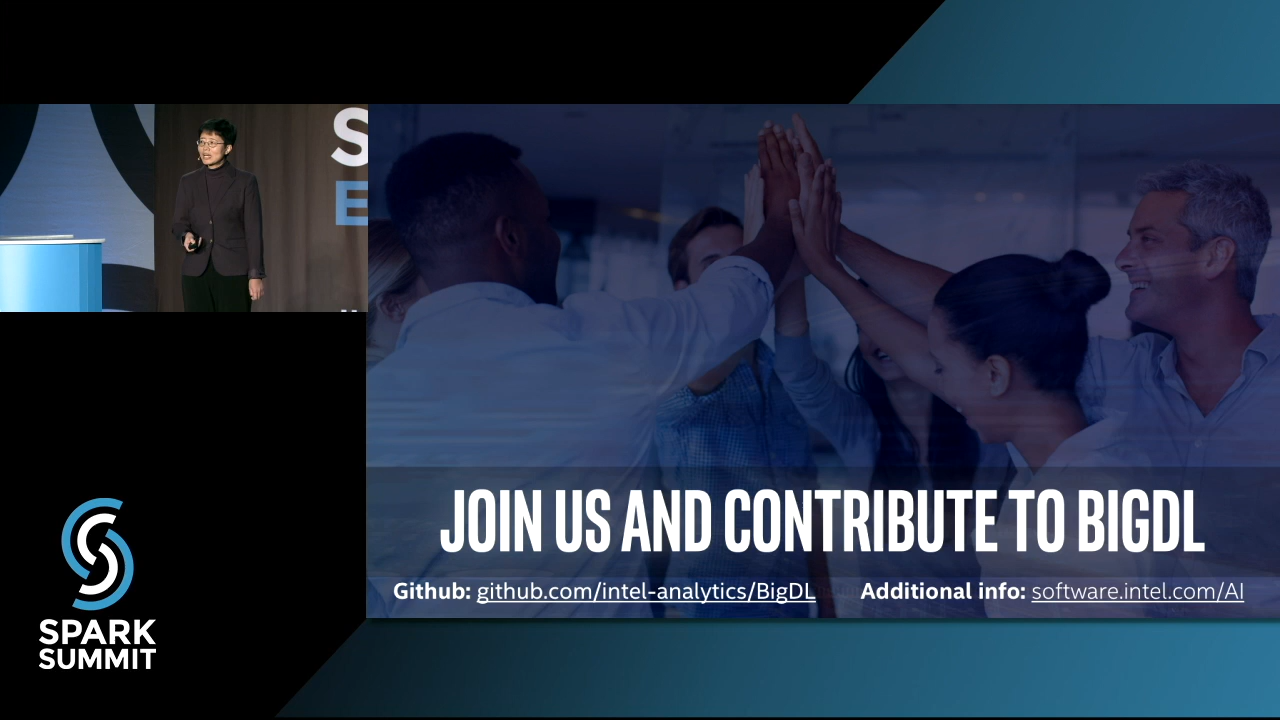 S
E
JOIN US AND CONTRIBUTE TO BIGDL
Github: github.com/intel-analytics/BigDL
Additional info: software.intel.com/AI
SPARK
SUMMIT